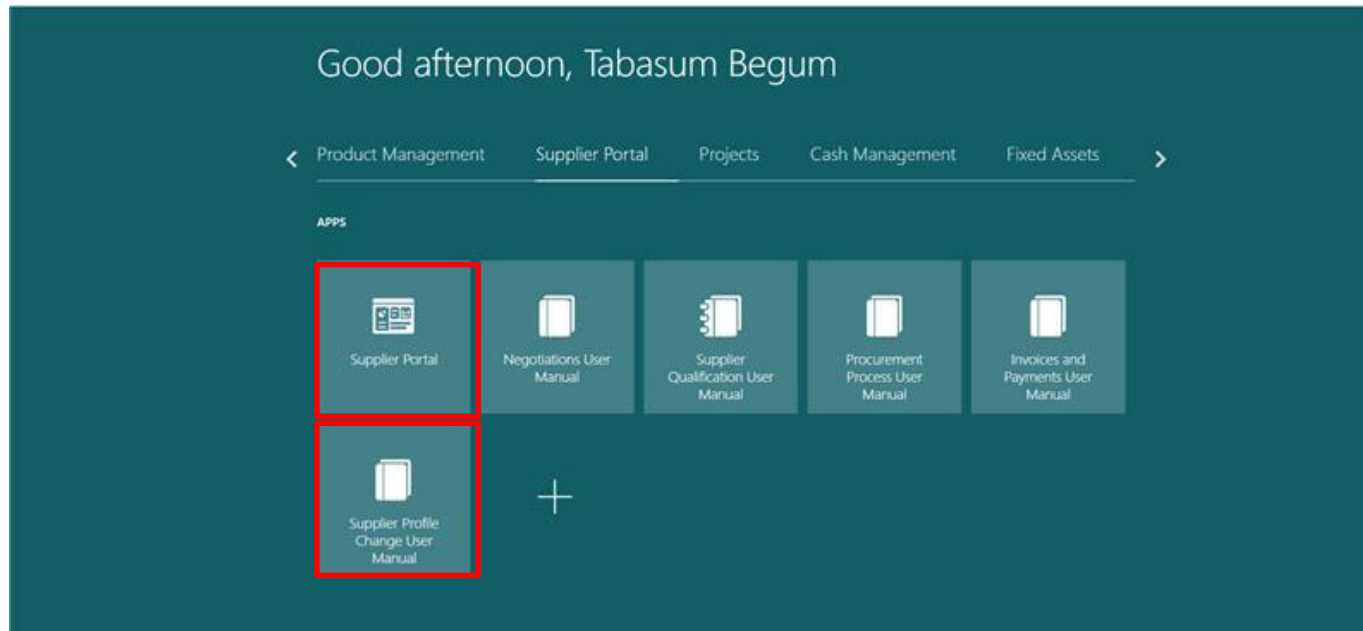 Good afternoon, Tabasum Begum
Product Management Supplier Portal Projects Cash Management Fixed Assets
APPS
Supplier Portal
Negotiations User
Manual
Supplier
Qualification User
Manual
Procurement
Process User
Manual
Invoices and
Payments User
Manual
Supplier Profile
Change User
Manual